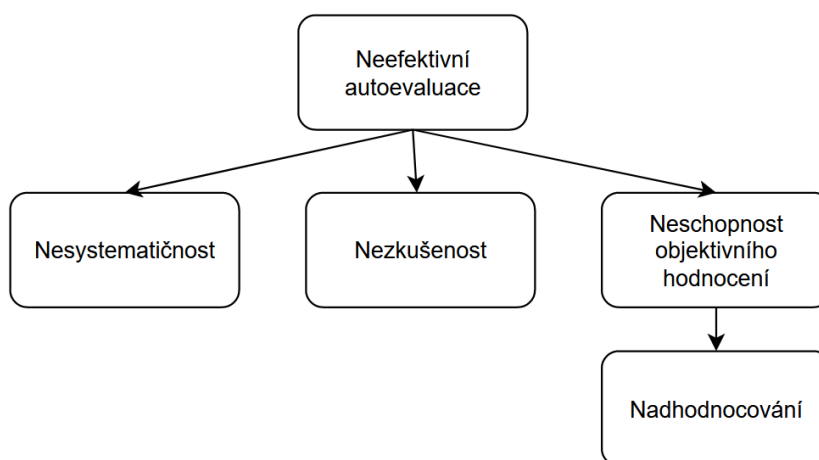 Neefektivní
autoevaluace
Nesystematičnost
Nezkušenost
Neschopnost
objektivního
hodnocení
Nadhodnocování